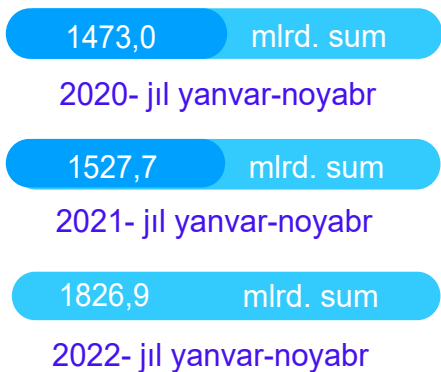 1473,0 mlrd. sum
2020- jıl yanvar-noyabr
1527,7 mlrd. sum
2021- jıl yanvar-noyabr
1826,9 mlrd. sum
2022- jıl yanvar-noyabr